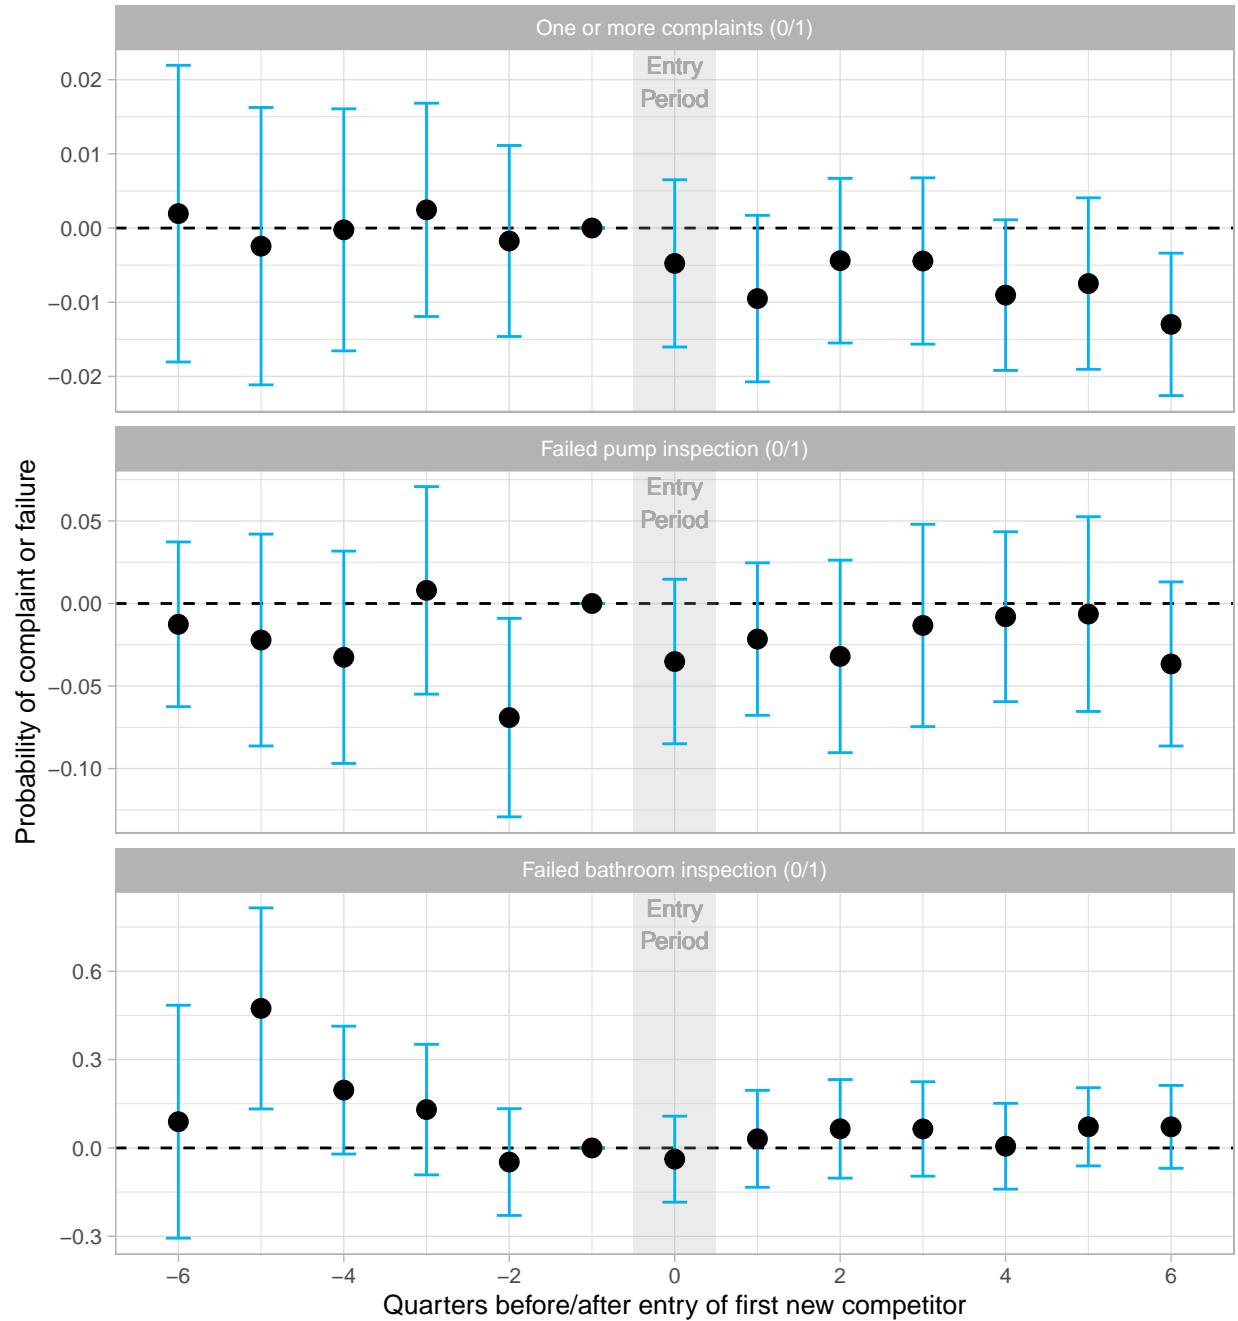 One or more complaints (0/1)
Entry
Period
0.02
0.01
0.00
−0.01
−0.02
Failed pump inspection (0/1)
Entry
Period
0.05
0.00
−0.05
−0.10
Failed bathroom inspection (0/1)
Entry
Period
0.6
0.3
0.0
−0.3
−6
−4
−2
0
2
4
6
Quarters before/after entry of first new competitor
Probability of complaint or failure